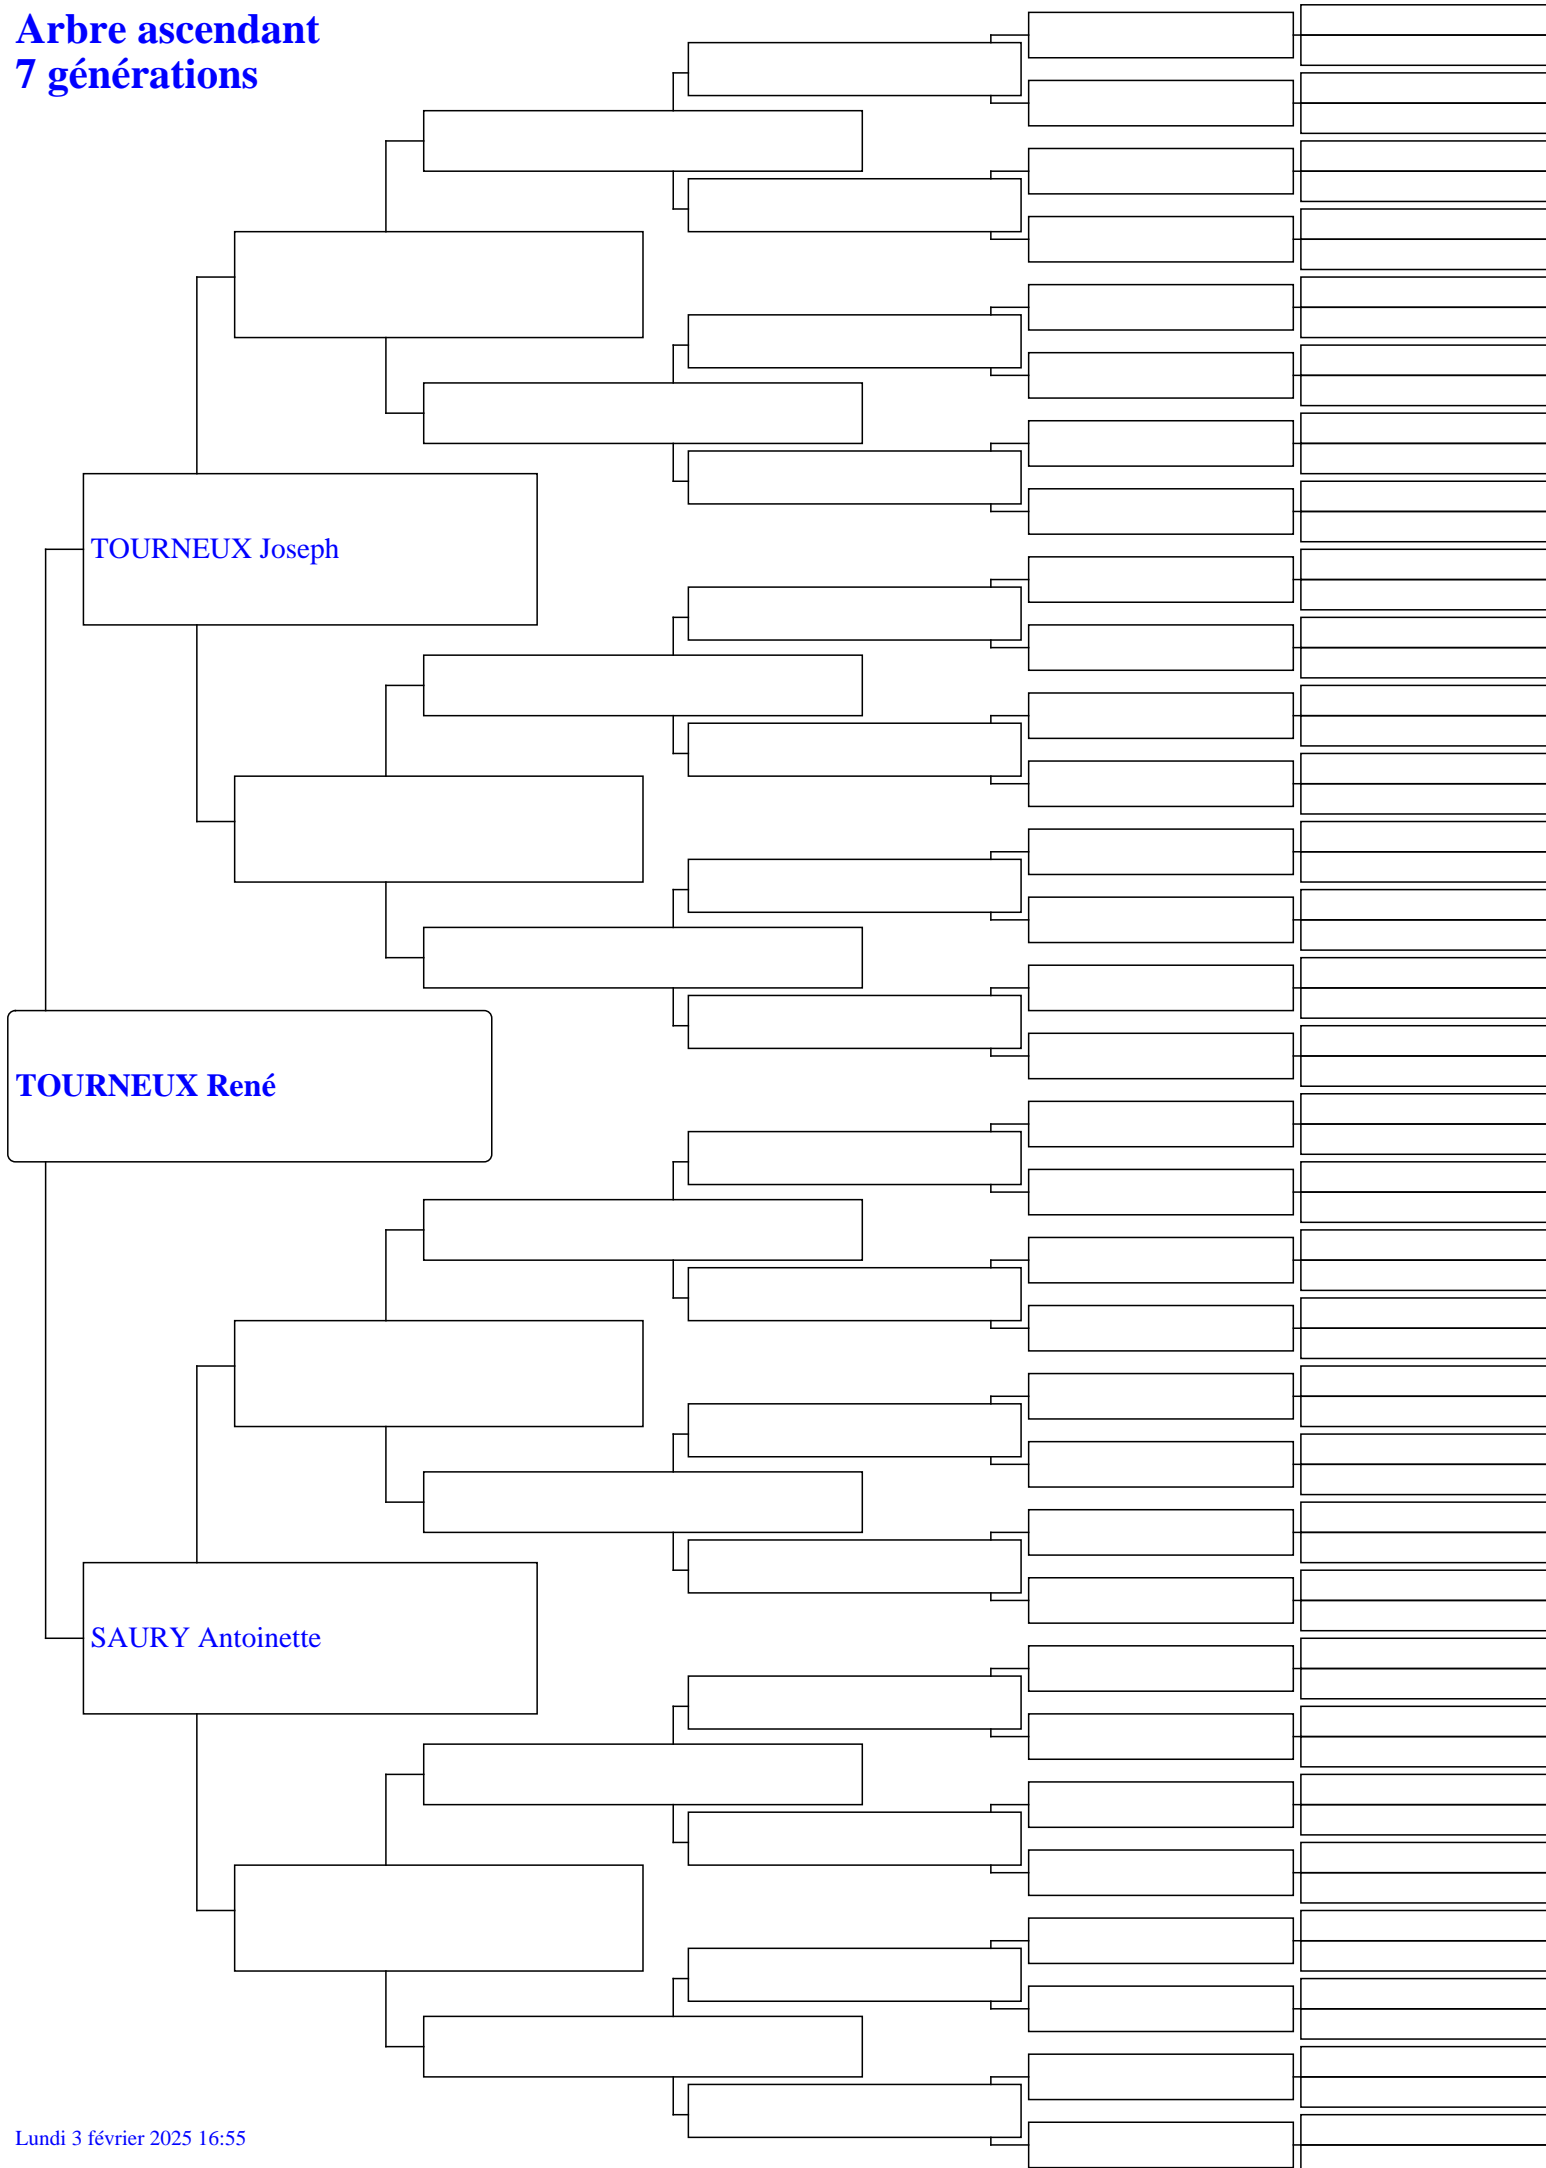 Arbre ascendant
7 générations
TOURNEUX Joseph
TOURNEUX René
SAURY Antoinette
Lundi 3 février 2025 16:55